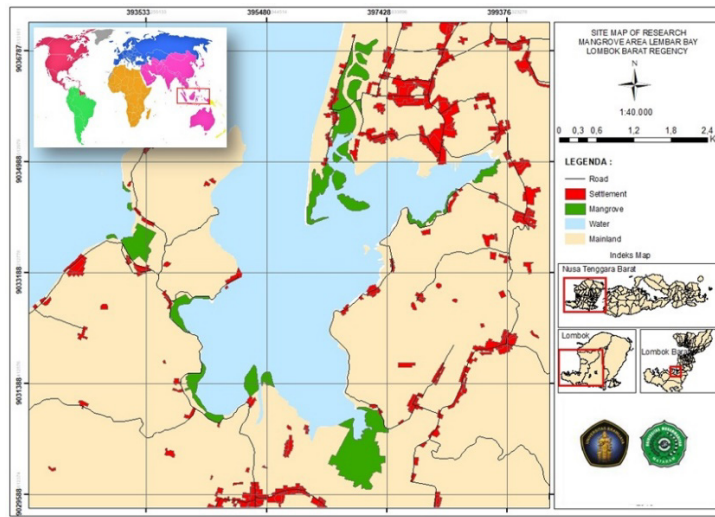 393533
395480
397428
399376
9036787
9034988
9033188
9031388
9029588
SITE MAP OF RESEARCH
MANGROVE AREA LEMBAR BAY
LOMBOK BARAT REGENCY
N
1:40.000
0 0,3 0,6 1,2 1,8 2,4
K
LEGENDA :
Road
Settlement
Mangrove
Water
Mainland
Indeks Map
Nusa Tenggara Barat
Lombok
Lombok Bara